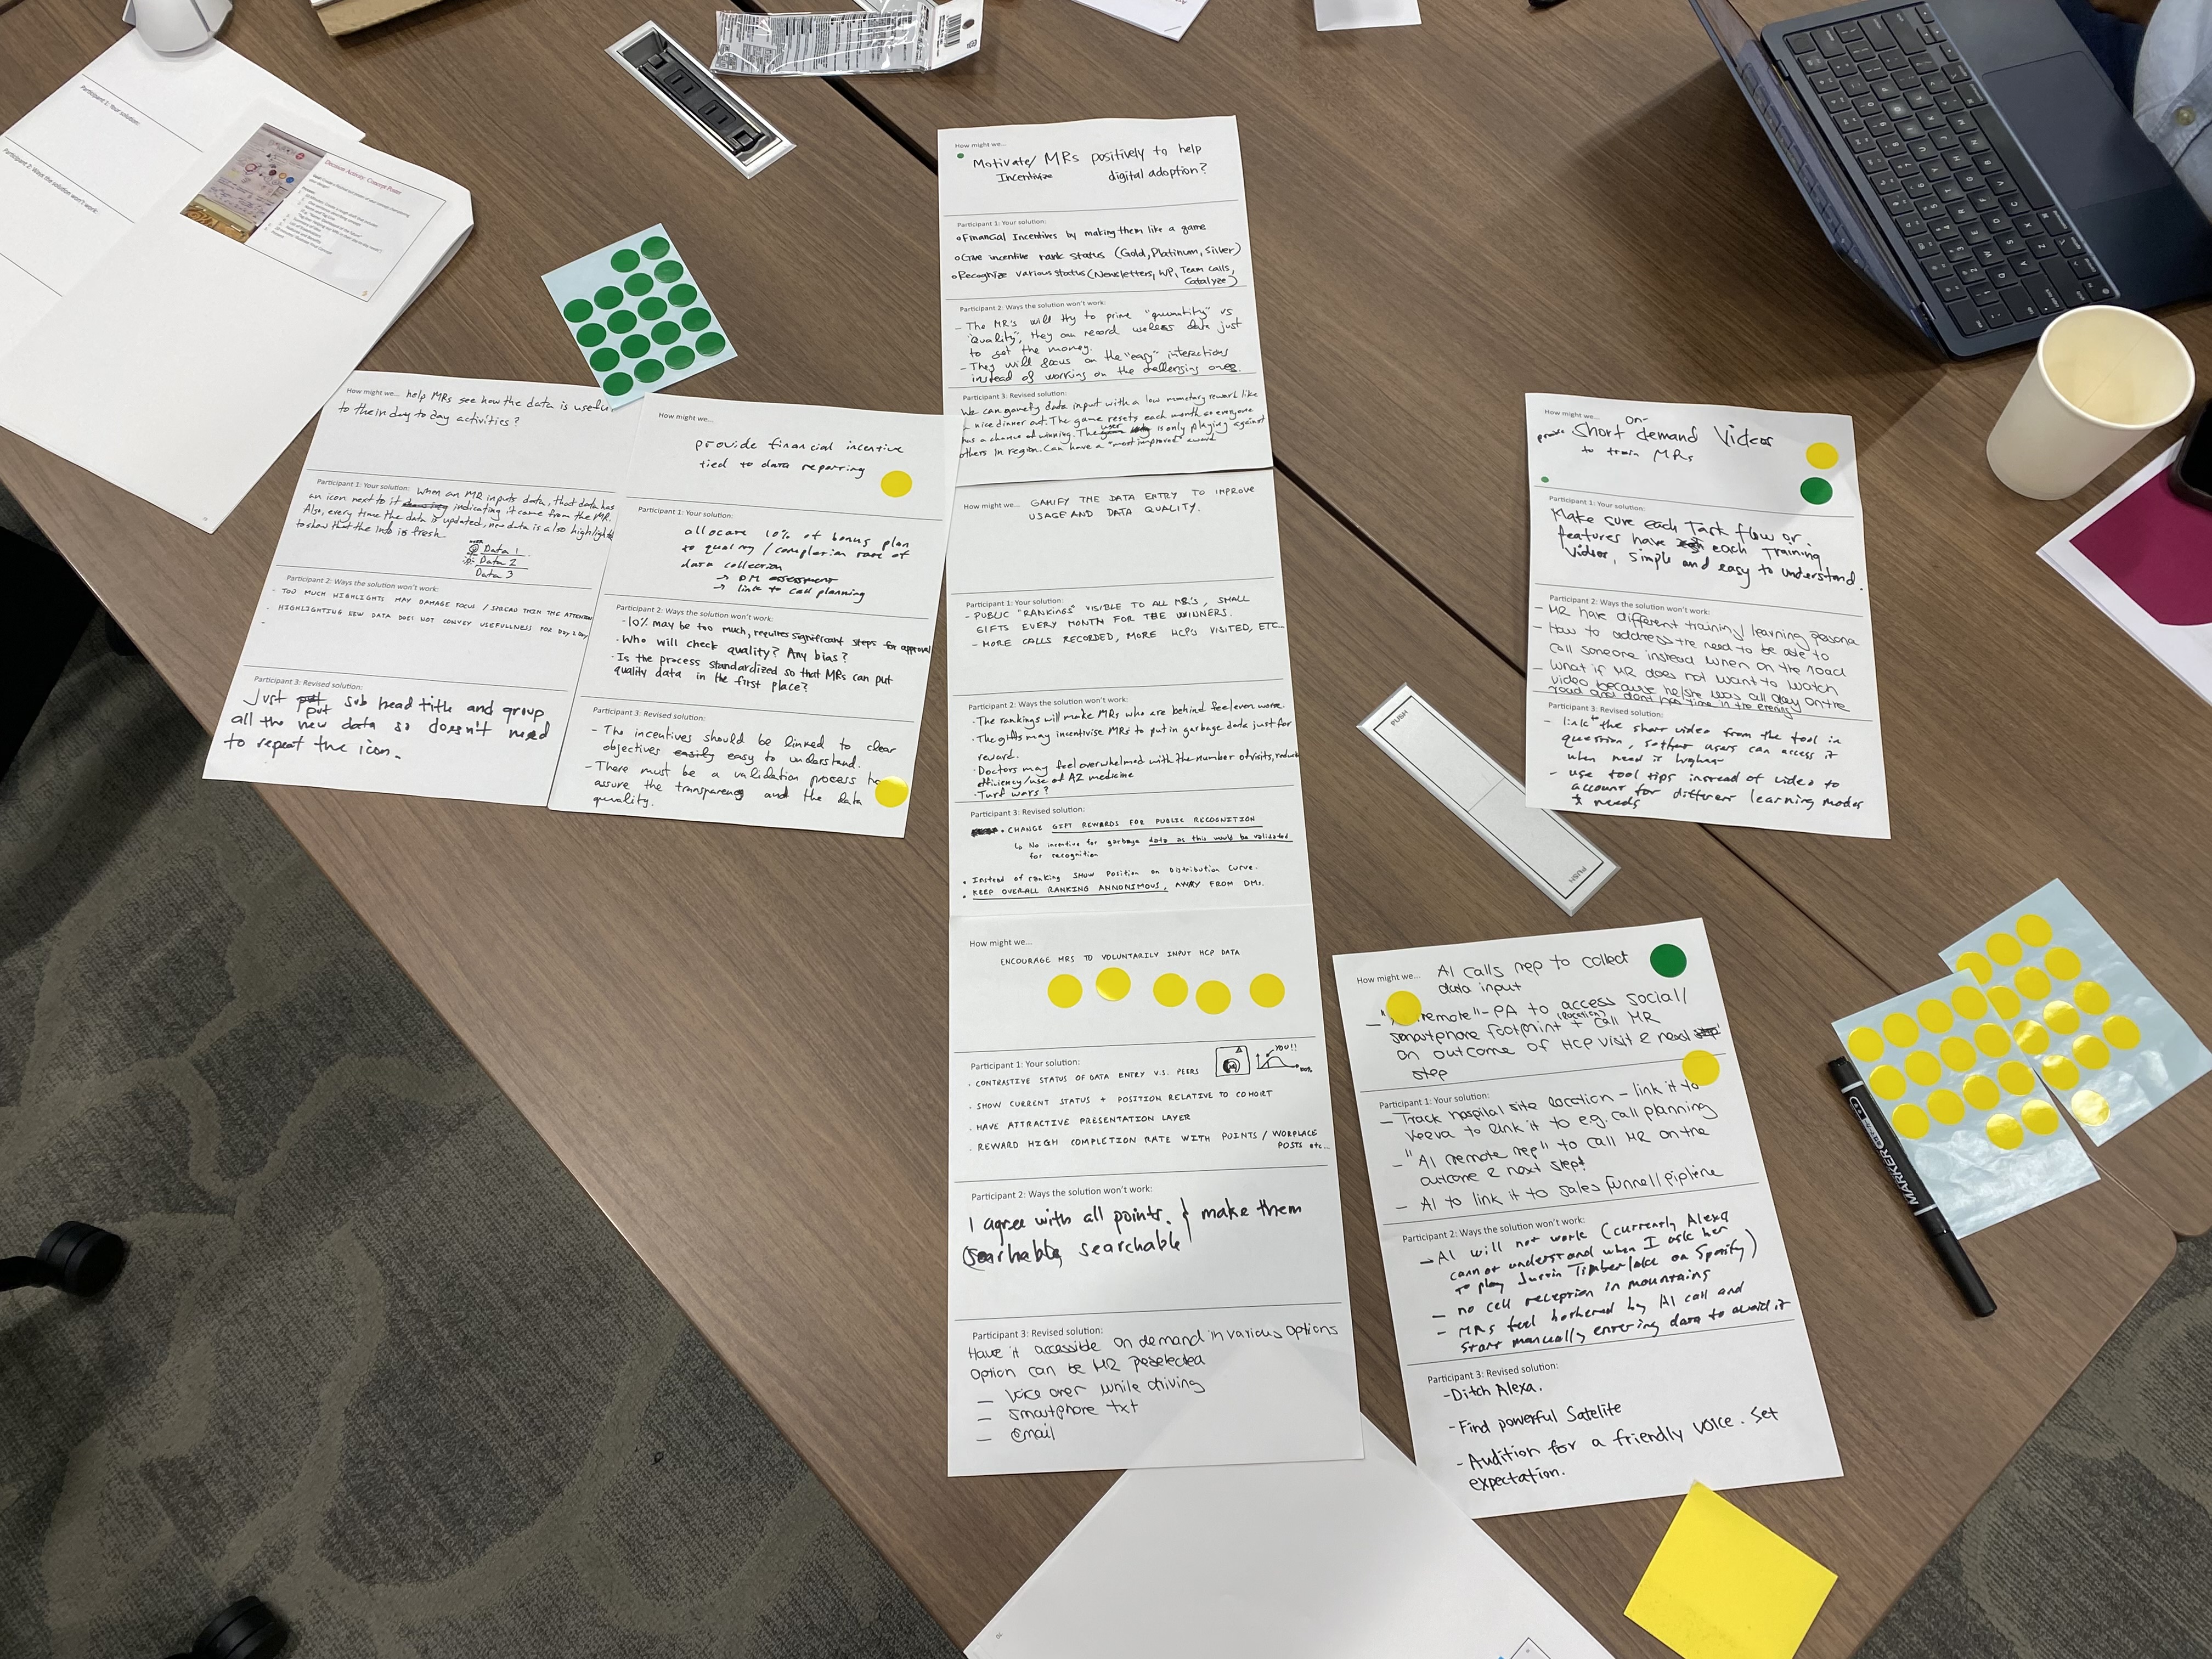 Participant 1: Your solution:
Participant 2: Ways the solution won't work:
Decision Activity: Concept Poster
How might we... help MRs see how the data is useful
to their day to day activities?
Participant 1: Your solution: When an MR inputs data, that data has
an icon next to it indicating it came from the MR.
Also, every time the data is updated, new data is also highlighted
to show that the info is fresh.
Data 1
Data 2
Data 3
Participant 2: Ways the solution won't work:
- TOO MUCH HIGHLIGHTS MAY DAMAGE FOCUS / SPREAD THIN THE ATTENTION
- HIGHLIGHTING NEW DATA DOES NOT CONVEY USEFULLNESS FOR DAY 2 DAY
-
Participant 3: Revised solution:
Just put sub head title and group
all the new data so doesn't need
to repeat the icon.
How might we...
provide financial incentive
tied to data reporting
Participant 1: Your solution:
allocate 10% of bonus plan
to quality / completion rate of
data collection
→ DM assessment
→ link to call planning
Participant 2: Ways the solution won't work:
- 10% may be too much, requires significant steps for approval
· Who will check quality? Any bias?
· Is the process standardized so that MRs can put
quality data in the first place?
Participant 3: Revised solution:
- The incentives should be linked to clear
objectives easily easy to understand.
- There must be a validation process to
assure the transparency and the data
quality.
How might we...
Motivate/ MRs positively to help
Incentivize digital adoption?
Participant 1: Your solution:
• Financial Incentives by making them like a game
• Give incentive rank status (Gold, Platinum, Silver)
• Recognize various status (Newsletters, WP, Team calls,
Catalyze)
Participant 2: Ways the solution won't work:
- The MR's will try to prime "quantity" vs
"Quality", they can record useless data just
to get the money.
- They will focus on the "easy" interactions
instead of working on the challenging ones.
Participant 3: Revised solution:
We can gamefy data input with a low monetary reward like
a nice dinner out. The game resets each month so everyone
has a chance of winning. The user is only playing against
others in region. Can have a "most improved" award
How might we... GAMIFY THE DATA ENTRY TO IMPROVE
USAGE AND DATA QUALITY.
Participant 1: Your solution:
- PUBLIC "RANKINGS" VISIBLE TO ALL MR'S, SMALL
GIFTS EVERY MONTH FOR THE WINNERS.
- MORE CALLS RECORDED, MORE HCPS VISITED, ETC...
Participant 2: Ways the solution won't work:
· The rankings will make MRs who are behind feel even worse.
· The gifts may incentivise MRs to put in garbage data just for
reward.
· Doctors may feel overwhelmed with the number of visits, reduce
efficiency/use of AZ medicine
· Turf wars?
Participant 3: Revised solution:
• CHANGE GIFT REWARDS FOR PUBLIC RECOGNITION
↳ No incentive for garbage data as this would be validated
for recognition
• Instead of ranking SHOW Position on Distribution Curve.
• KEEP OVERALL RANKING ANNONIMOUS, AWAY FROM DMs.
How might we...
ENCOURAGE MRS TO VOLUNTARILY INPUT HCP DATA
Participant 1: Your solution:
YOU!!
100%
· CONTRASTIVE STATUS OF DATA ENTRY V.S. PEERS
· SHOW CURRENT STATUS + POSITION RELATIVE TO COHORT
· HAVE ATTRACTIVE PRESENTATION LAYER
· REWARD HIGH COMPLETION RATE WITH POINTS / WORPLACE
POSTS etc...
Participant 2: Ways the solution won't work:
I agree with all points. } make them
searchable
Participant 3: Revised solution:
Have it accessible on demand in various options
option can be MR preselected
— Voice over while driving
— smartphone txt
— Email
How might we...
provide Short on-demand Videos
to train MRs
Participant 1: Your solution:
Make sure each Task flow or
features have each Training
Videos, simple and easy to understand.
Participant 2: Ways the solution won't work:
- MR have different training/learning persona
- How to address the need to be able to
call someone instead when on the road
- What if MR does not want to watch
video because he/she was all day on the
road and dont have time in the evenings
Participant 3: Revised solution:
- link the short video from the tool in
question, so that users can access it
when need is higher
- use tool tips instead of video to
account for different learning modes
& needs
PUSH
PUSH
How might we... AI calls rep to collect
data input
remote"-PA to access social/
smartphone footprint (location) + call MR
on outcome of HCP visit & next
step
Participant 1: Your solution:
- Track hospital site location – link it to
Veeva to link it to e.g. call planning
- "AI remote rep" to call MR on the
outcome & next step!
- AI to link it to sales funnel/pipline
Participant 2: Ways the solution won't work:
→ AI will not work (currently Alexa
cannot understand when I ask her
to play Justin Timberlake on Spotify)
- no cell reception in mountains
- MRs feel bothered by AI call and
start manually entering data to avoid it
Participant 3: Revised solution:
- Ditch Alexa.
- Find powerful Satelite
- Audition for a friendly voice. Set
expectation.
MARKER